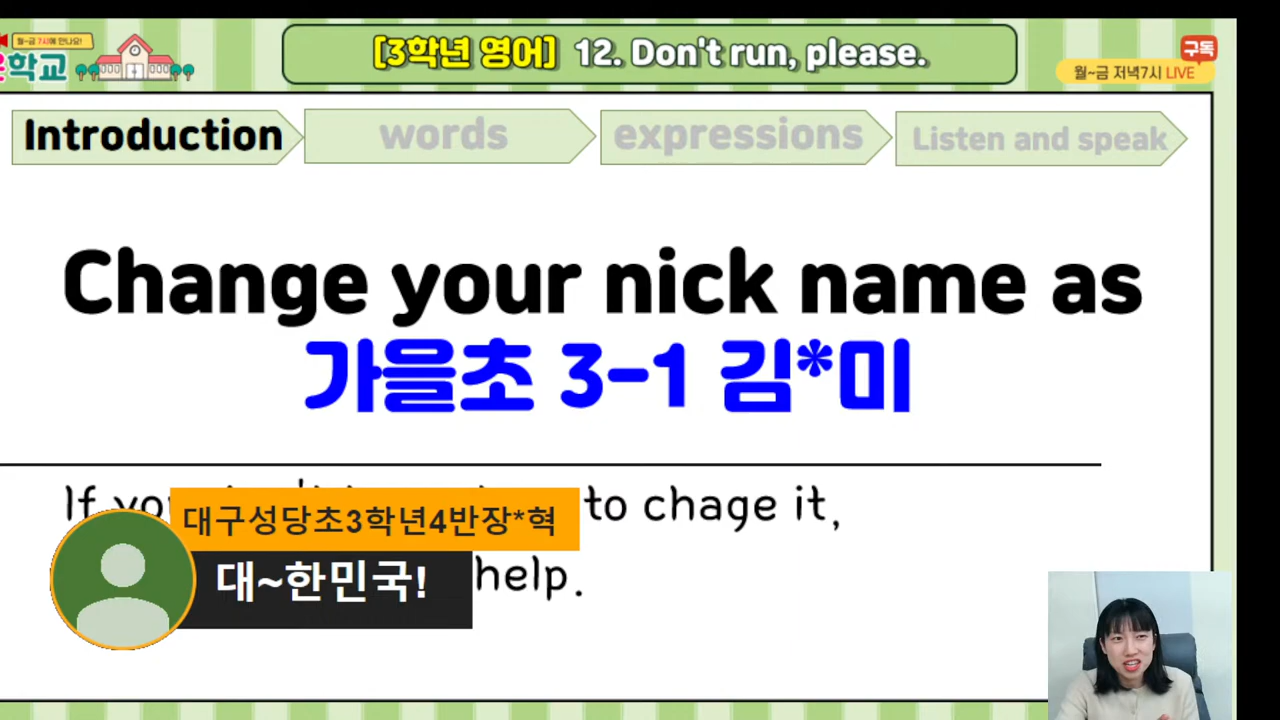 월~금 7시에 만나요!
학교
[3학년 영어] 12. Don't run, please.
구독
월~금 저녁7시 LIVE
Introduction
words
expressions
Listen and speak
Change your nick name as
가을초 3-1 김*미
If to chage it,
대구성당초3학년4반장*혁
대~한민국!
help.